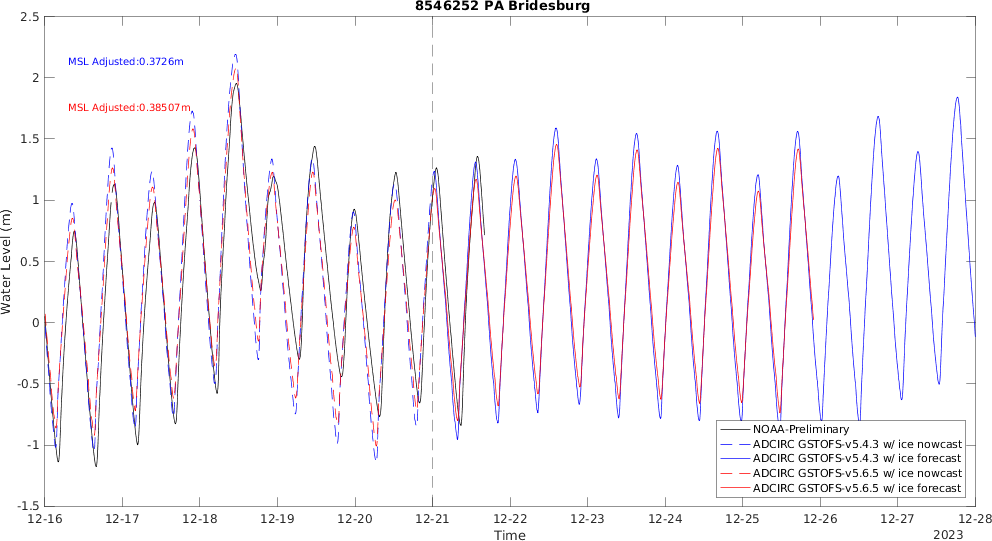 8546252 PA Bridesburg
2.5
2
1.5
1
0.5
0
-0.5
-1
-1.5
Water Level (m)
MSL Adjusted:0.3726m
MSL Adjusted:0.38507m
NOAA-Preliminary
ADCIRC GSTOFS-v5.4.3 w/ ice nowcast
ADCIRC GSTOFS-v5.4.3 w/ ice forecast
ADCIRC GSTOFS-v5.6.5 w/ ice nowcast
ADCIRC GSTOFS-v5.6.5 w/ ice forecast
12-16 12-17 12-18 12-19 12-20 12-21 12-22 12-23 12-24 12-25 12-26 12-27 12-28
Time
2023